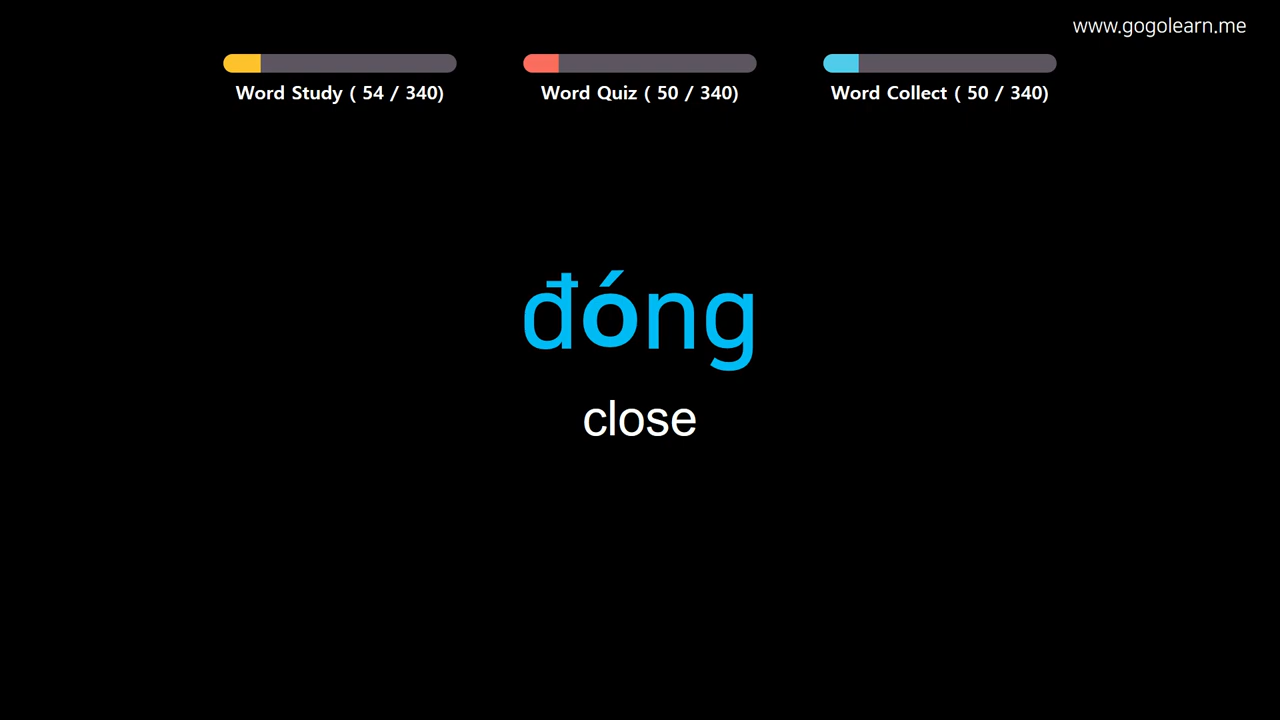 www.gogolearn.me
Word Study ( 54 / 340)
Word Quiz ( 50 / 340)
Word Collect ( 50 / 340)
đóng
close